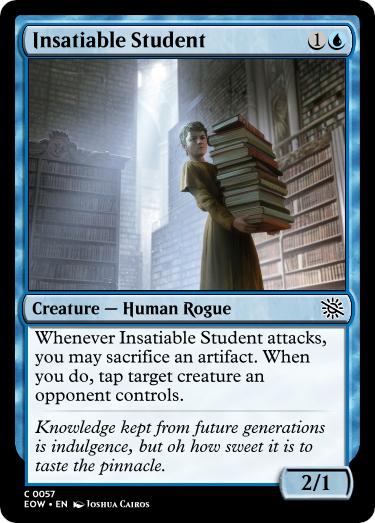 Insatiable Student 1
Creature — Human Rogue
Whenever Insatiable Student attacks,
you may sacrifice an artifact. When
you do, tap target creature an
opponent controls.
Knowledge kept from future generations
is indulgence, but oh how sweet it is to
taste the pinnacle.
2/1
C 0057
EOW • EN Joshua Cairos